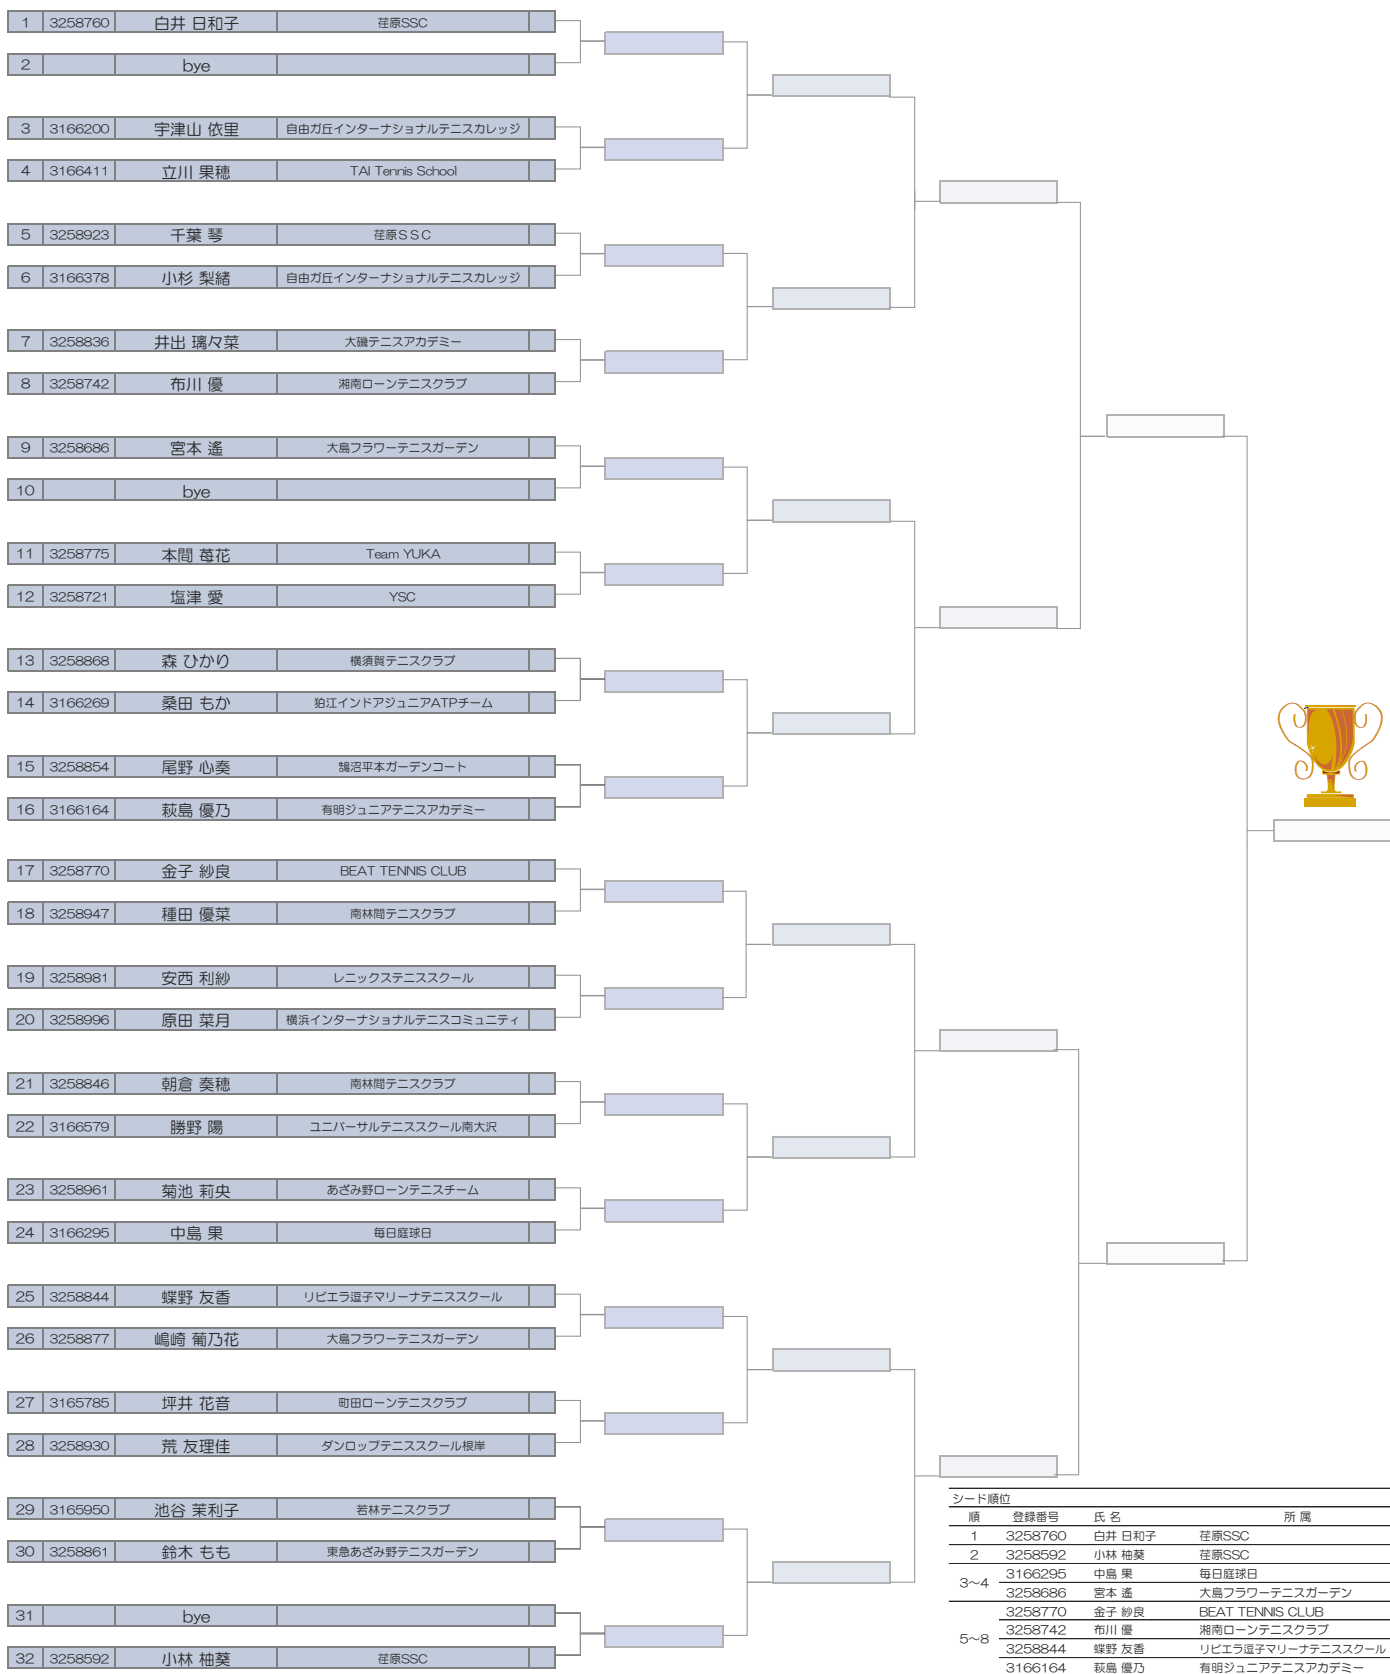 1 3258760 白井 日和子 荏原SSC
2 bye
3 3166200 宇津山 依里 自由ガ丘インターナショナルテニスカレッジ
4 3166411 立川 果穂 TAI Tennis School
5 3258923 千葉 琴 荏原ＳＳＣ
6 3166378 小杉 梨緒 自由ガ丘インターナショナルテニスカレッジ
7 3258836 井出 璃々菜 大磯テニスアカデミー
8 3258742 布川 優 湘南ローンテニスクラブ
9 3258686 宮本 遙 大島フラワーテニスガーデン
10 bye
11 3258775 本間 苺花 Team YUKA
12 3258721 塩津 愛 YSC
13 3258868 森 ひかり 横須賀テニスクラブ
14 3166269 桑田 もか 狛江インドアジュニアATPチーム
15 3258854 尾野 心奏 鵠沼平本ガーデンコート
16 3166164 萩島 優乃 有明ジュニアテニスアカデミー
17 3258770 金子 紗良 BEAT TENNIS CLUB
18 3258947 種田 優菜 南林間テニスクラブ
19 3258981 安西 利紗 レニックステニススクール
20 3258996 原田 菜月 横浜インターナショナルテニスコミュニティ
21 3258846 朝倉 奏穂 南林間テニスクラブ
22 3166579 勝野 陽 ユニバーサルテニススクール南大沢
23 3258961 菊池 莉央 あざみ野ローンテニスチーム
24 3166295 中島 果 毎日庭球日
25 3258844 蝶野 友香 リビエラ逗子マリーナテニススクール
26 3258877 嶋崎 葡乃花 大島フラワーテニスガーデン
27 3165785 坪井 花音 町田ローンテニスクラブ
28 3258930 荒 友理佳 ダンロップテニススクール根岸
29 3165950 池谷 茉利子 若林テニスクラブ
30 3258861 鈴木 もも 東急あざみ野テニスガーデン
31 bye
32 3258592 小林 柚葵 荏原SSC
シード順位
順 登録番号 氏 名 所 属
1 3258760 白井 日和子 荏原SSC
2 3258592 小林 柚葵 荏原SSC
3～4 3166295 中島 果 毎日庭球日
3258686 宮本 遙 大島フラワーテニスガーデン
5～8 3258770 金子 紗良 BEAT TENNIS CLUB
3258742 布川 優 湘南ローンテニスクラブ
3258844 蝶野 友香 リビエラ逗子マリーナテニススクール
3166164 萩島 優乃 有明ジュニアテニスアカデミー